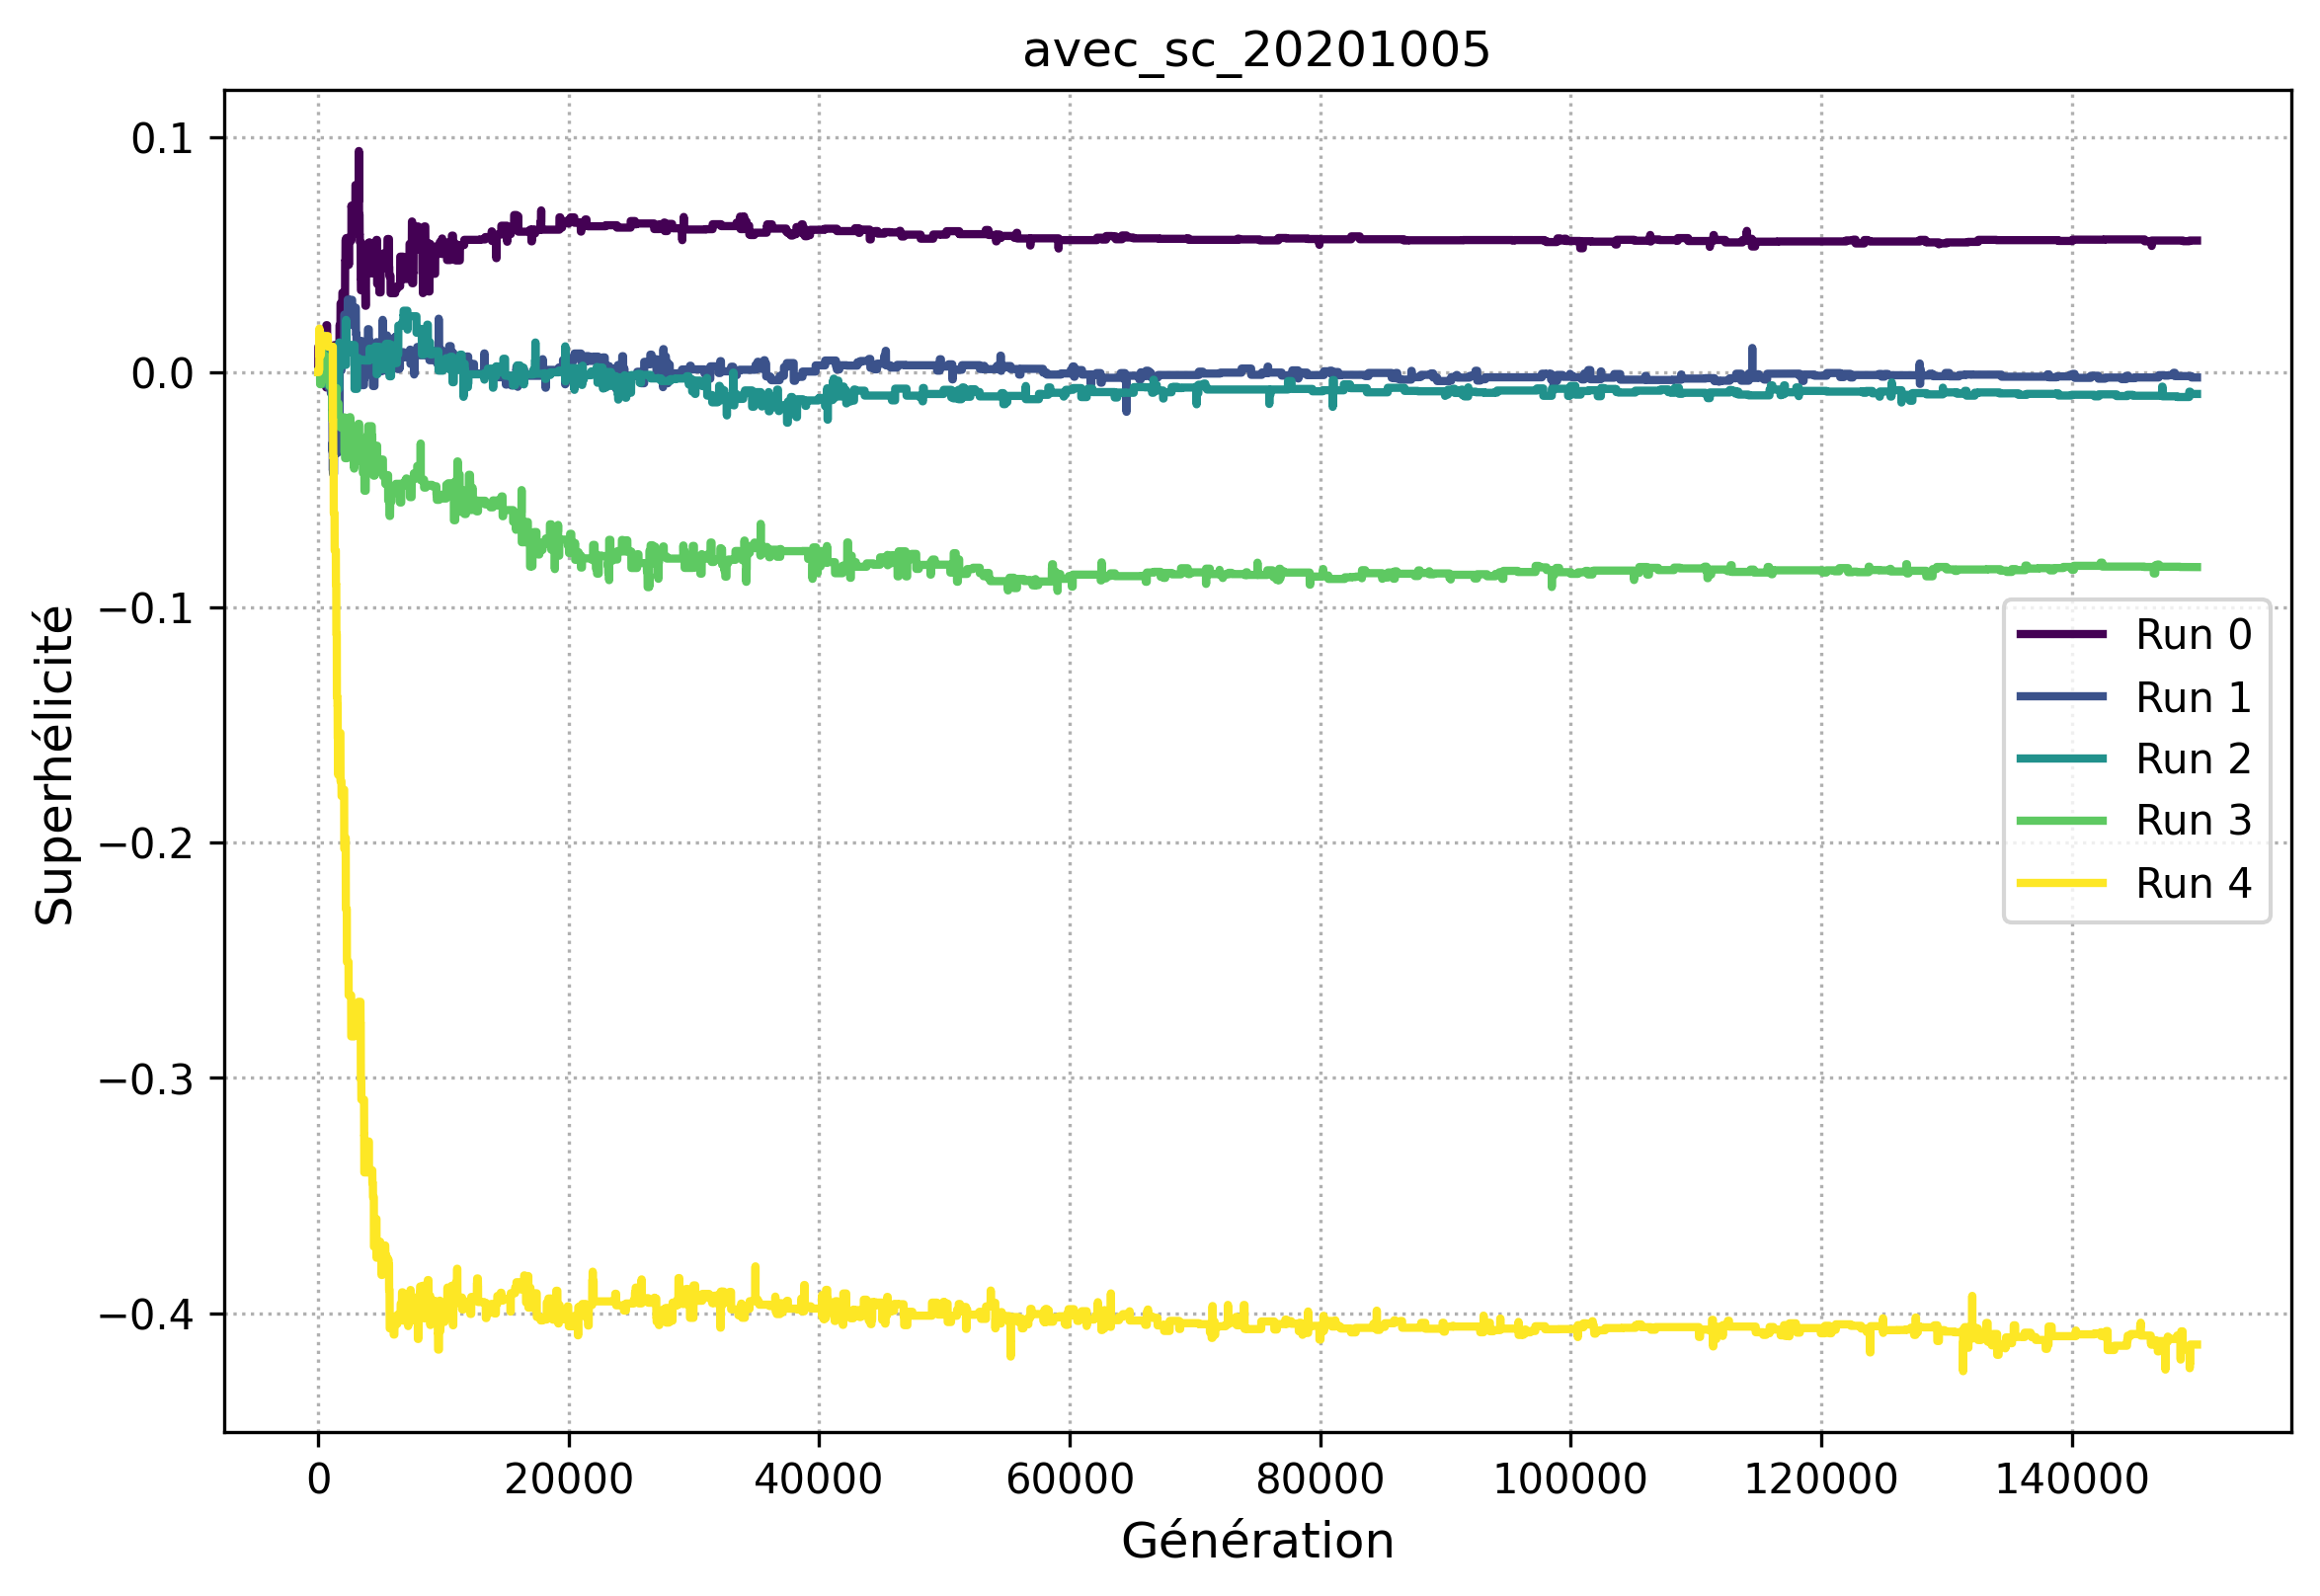 avec_sc_20201005
Superhélicité
0.1
0.0
−0.1
−0.2
−0.3
−0.4
Run 0
Run 1
Run 2
Run 3
Run 4
0 20000 40000 60000 80000 100000 120000 140000
Génération